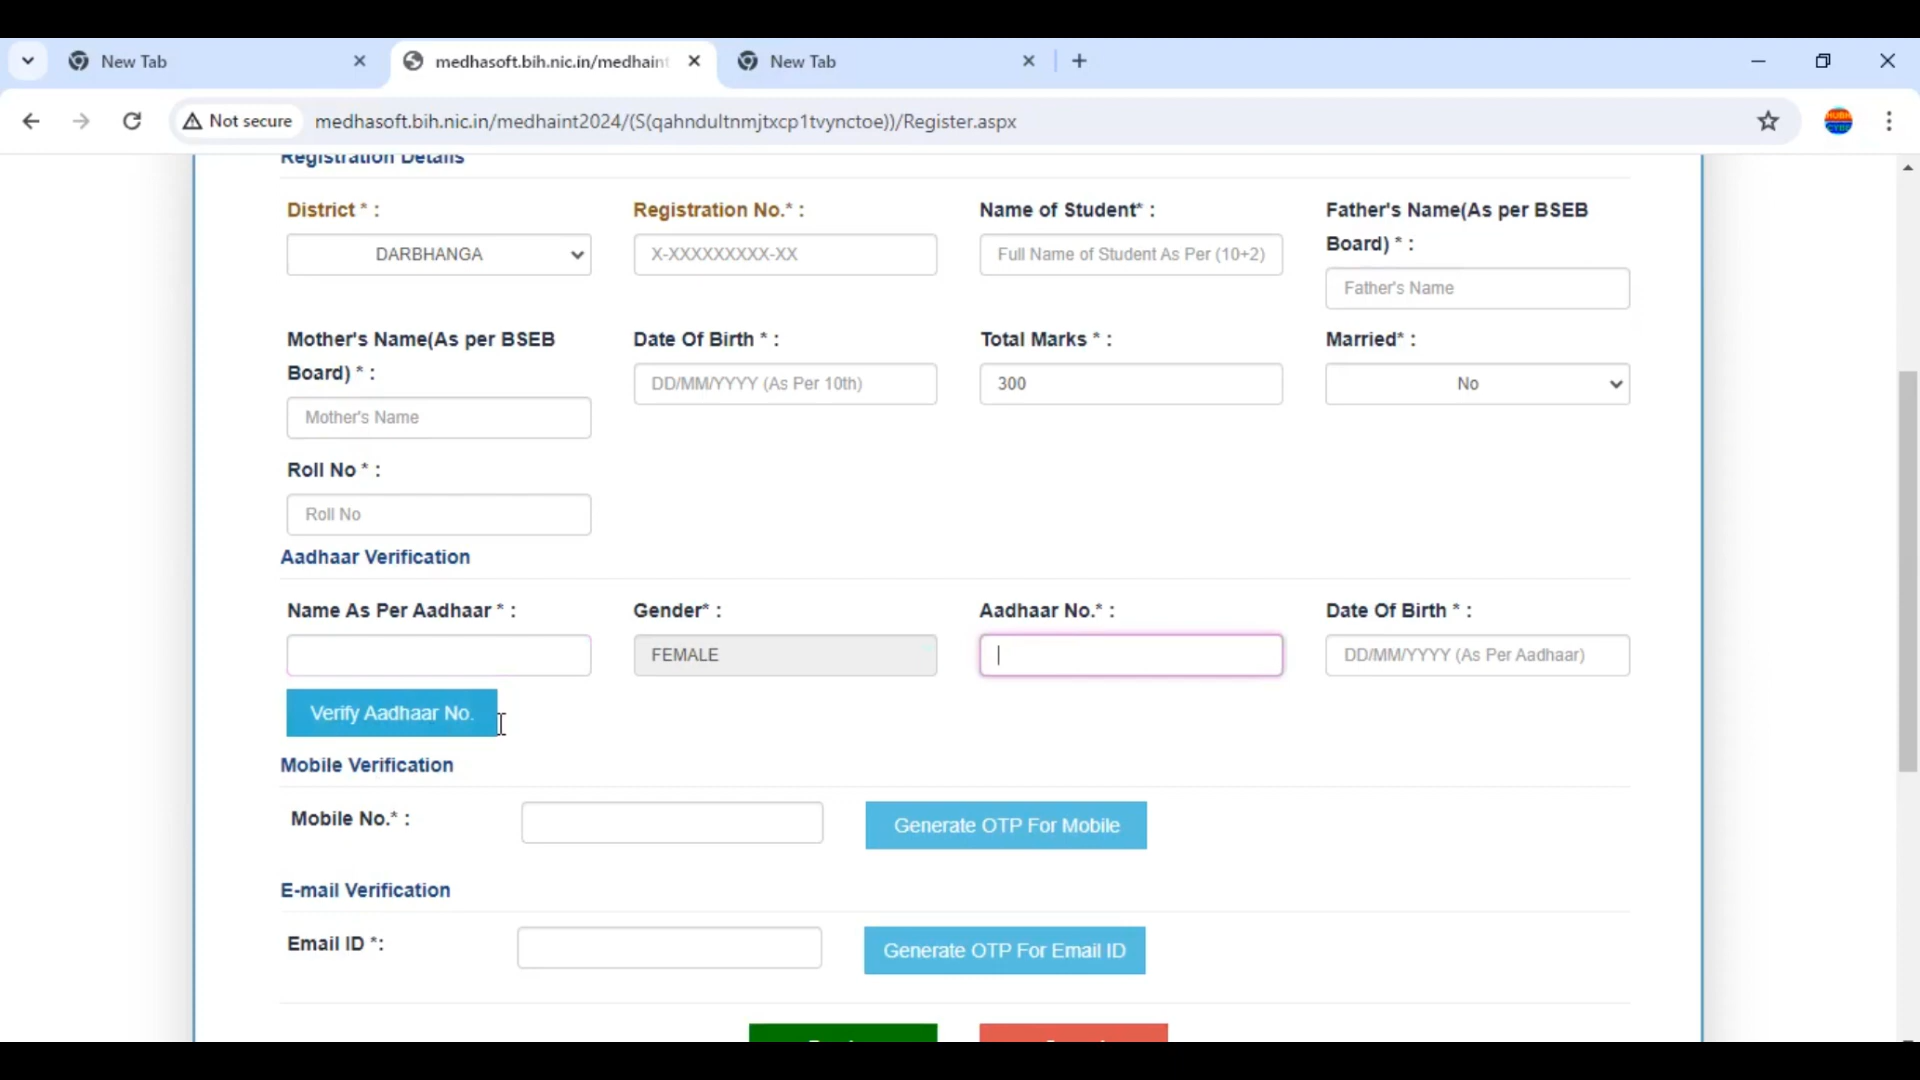 New Tab
medhasoft.bih.nic.in/medhaint
New Tab
Not secure
medhasoft.bih.nic.in/medhaint2024/(S(qahndultnmjtxcp1tvynctoe))/Register.aspx
Registration Details
District * :
Registration No.* :
Name of Student* :
Father's Name(As per BSEB
Board) * :
DARBHANGA
X-XXXXXXXXX-XX
Full Name of Student As Per (10+2)
Father's Name
Mother's Name(As per BSEB
Board) * :
Date Of Birth * :
Total Marks * :
Married* :
DD/MM/YYYY (As Per 10th)
300
No
Mother's Name
Roll No * :
Roll No
Aadhaar Verification
Name As Per Aadhaar * :
Gender* :
Aadhaar No.* :
Date Of Birth * :
FEMALE
DD/MM/YYYY (As Per Aadhaar)
Verify Aadhaar No.
Mobile Verification
Mobile No.* :
Generate OTP For Mobile
E-mail Verification
Email ID *:
Generate OTP For Email ID